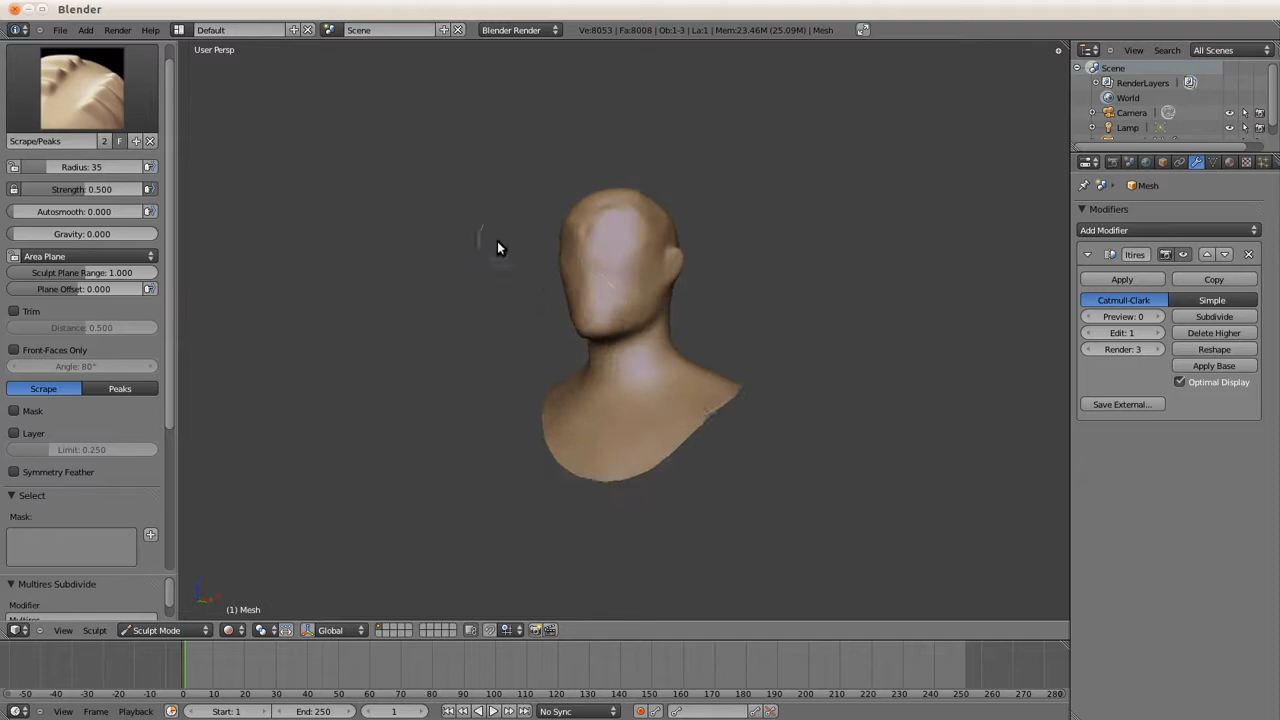 Blender
File Add Render Help Default Scene Blender Render Ve:8053 | Fa:8008 | Ob:1-3 | La:1 | Mem:23.46M (25.09M) | Mesh
User Persp
View Search All Scenes
Scene
RenderLayers
World
Camera
Lamp
Scrape/Peaks 2 F
Radius: 35
Strength: 0.500
Autosmooth: 0.000
Gravity: 0.000
Area Plane
Sculpt Plane Range: 1.000
Plane Offset: 0.000
Trim
Distance: 0.500
Front-Faces Only
Angle: 80°
Scrape Peaks
Mask
Layer
Limit: 0.250
Symmetry Feather
Select
Mask:
Multires Subdivide
Modifier
Mesh
Modifiers
Add Modifier
ltires
Apply Copy
Catmull-Clark Simple
Preview: 0 Subdivide
Edit: 1 Delete Higher
Render: 3 Reshape
Apply Base
Optimal Display
Save External...
(1) Mesh
View Sculpt Sculpt Mode Global
-50 -40 -30 -20 -10 0 10 20 30 40 50 60 70 80 90 100 110 120 130 140 150 160 170 180 190 200 210 220 230 240 250 260 270 280
View Frame Playback Start: 1 End: 250 1 No Sync